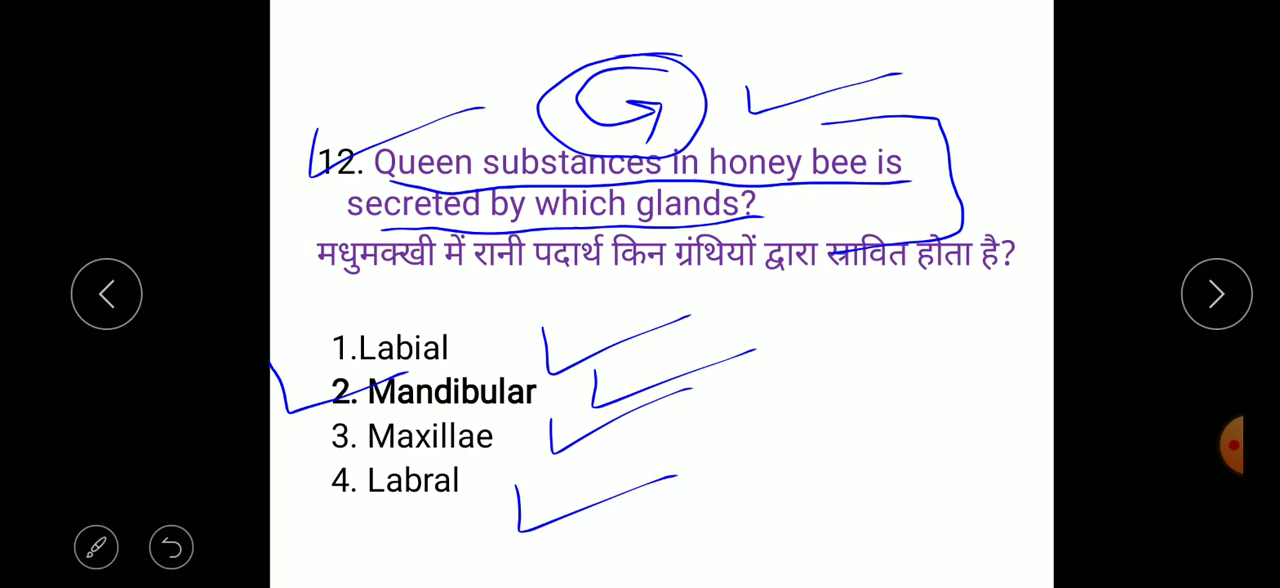 12. Queen substances in honey bee is
secreted by which glands?
मधुमक्खी में रानी पदार्थ किन ग्रंथियों द्वारा स्रावित होता है?
1.Labial
2. Mandibular
3. Maxillae
4. Labral